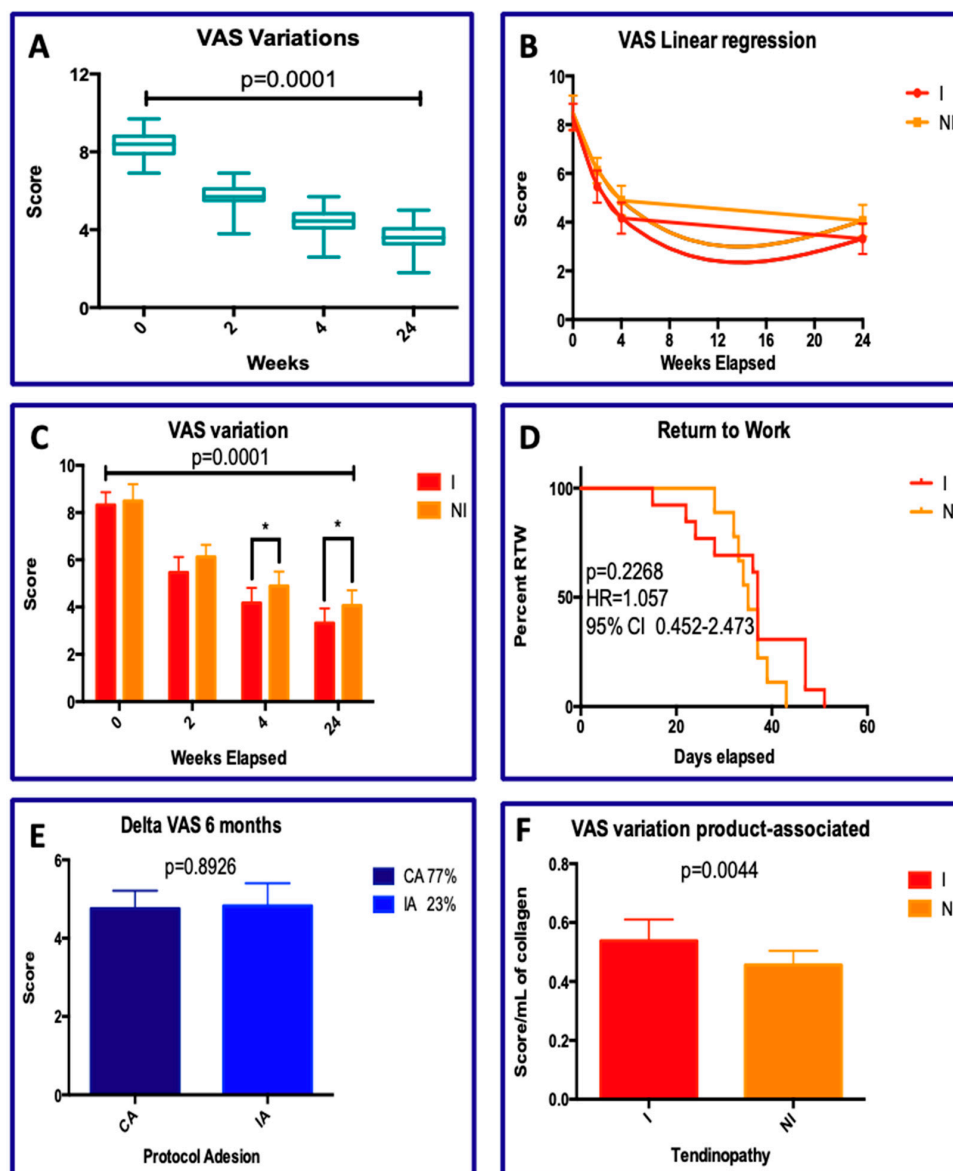 A
VAS Variations
p=0.0001
12
8
4
0
Score
0
2
4
24
Weeks
B
VAS Linear regression
I
NI
10
8
6
4
2
0
Score
0
4
8
12
16
20
24
Weeks Elapsed
C
VAS variation
p=0.0001
I
NI
10
8
6
4
2
0
Score
*
*
0
2
4
24
Weeks Elapsed
D
Return to Work
I
N
100
50
0
Percent RTW
p=0.2268
HR=1.057
95% CI 0.452-2.473
0
20
40
60
Days elapsed
E
Delta VAS 6 months
p=0.8926
CA 77%
IA 23%
6
4
2
0
Score
CA
IA
Protocol Adesion
F
VAS variation product-associated
p=0.0044
I
N
0.8
0.6
0.4
0.2
0.0
Score/mL of collagen
I
NI
Tendinopathy